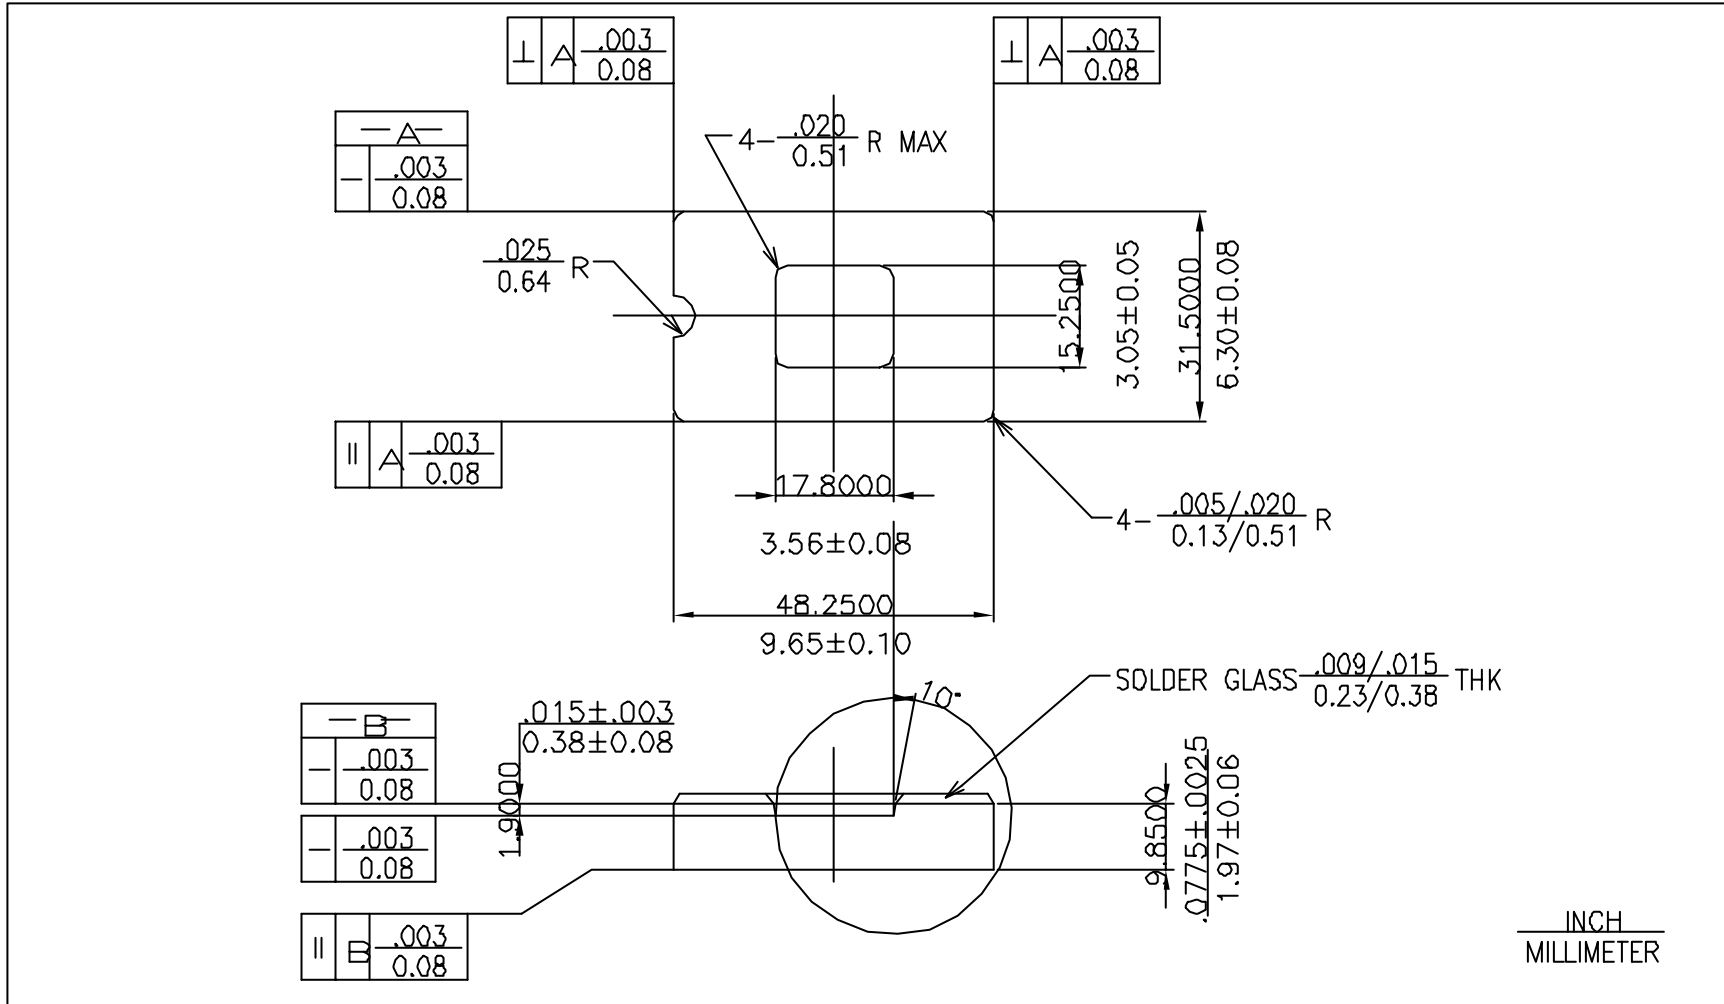 ⊥ A .003
0.08
⊥ A .003
0.08
— A —
— .003
0.08
4- .020 R MAX
0.51
.025 R
0.64
15.2500
3.05±0.05
31.5000
6.30±0.08
∥ A .003
0.08
17.8000
3.56±0.08
4- .005/.020 R
0.13/0.51
48.2500
9.65±0.10
SOLDER GLASS .009/.015 THK
0.23/0.38
10°
— B —
— .003
0.08
.015±.003
0.38±0.08
1.9000
— .003
0.08
9.8500
.0775±.0025
1.97±0.06
∥ B .003
0.08
INCH
MILLIMETER